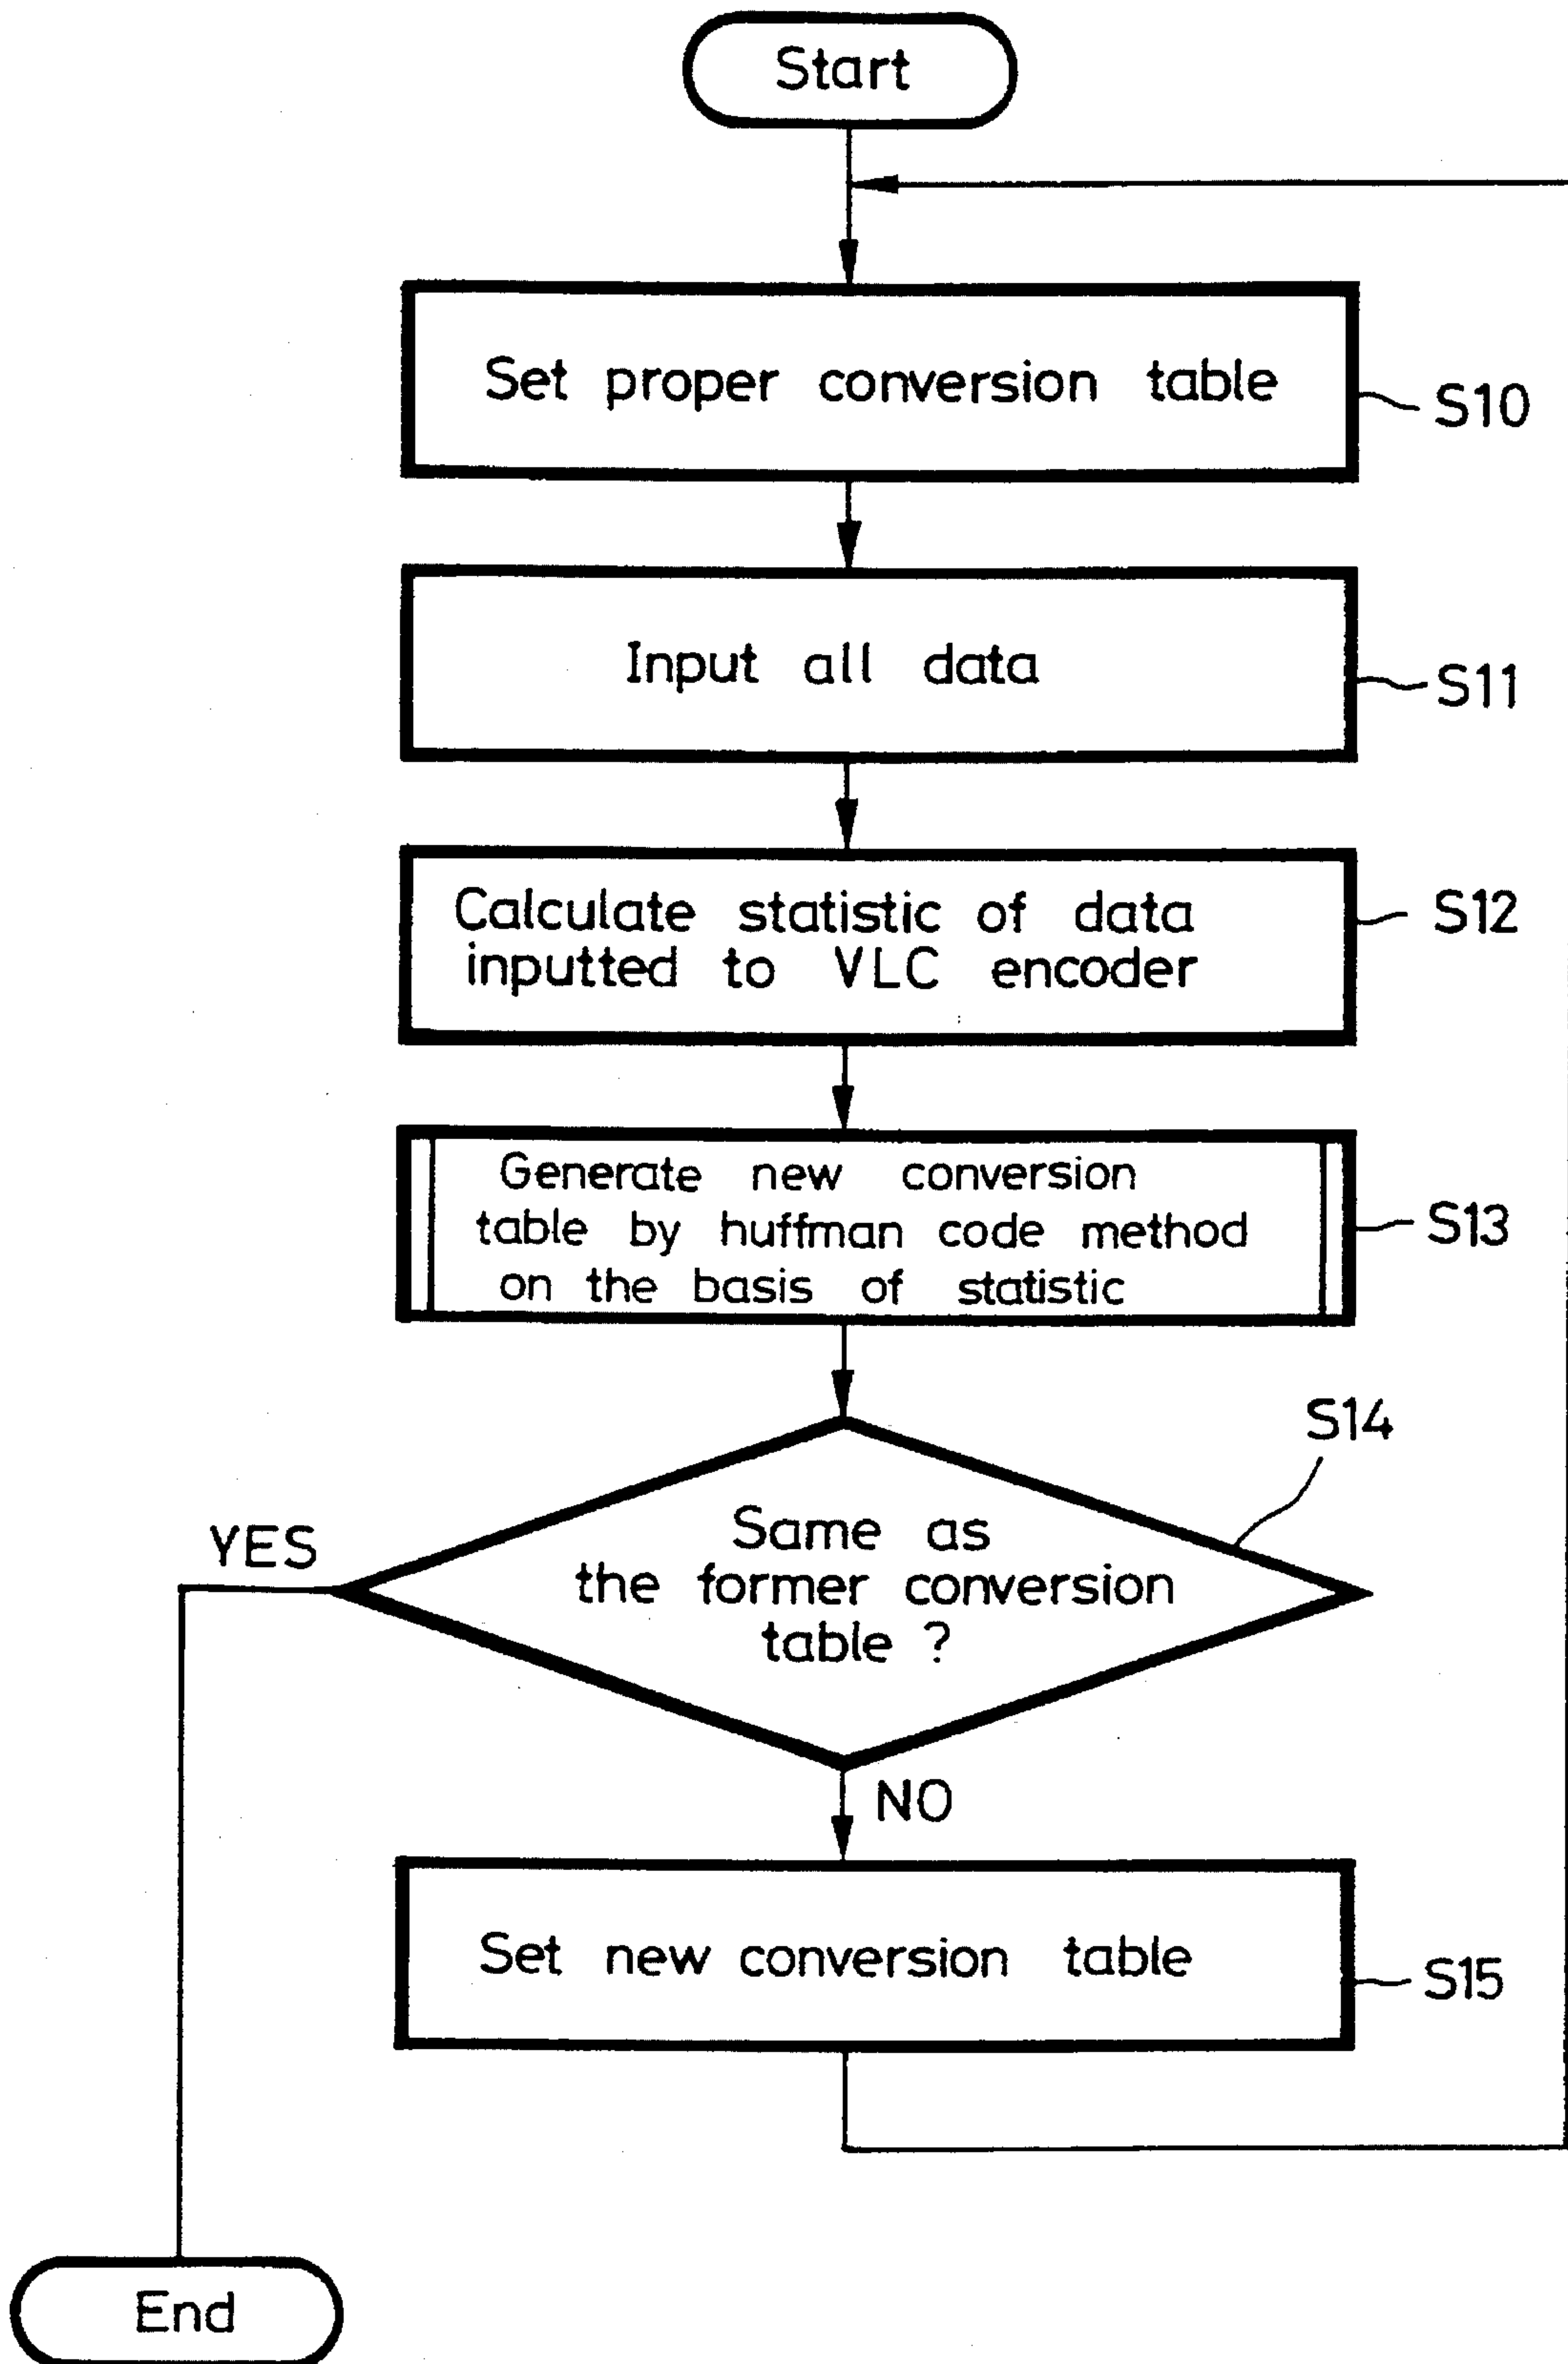 Start
Set proper conversion table
S10
Input all data
S11
Calculate statistic of data
inputted to VLC encoder
S12
Generate new conversion
table by huffman code method
on the basis of statistic
S13
S14
Same as
the former conversion
table ?
YES
NO
Set new conversion table
S15
End